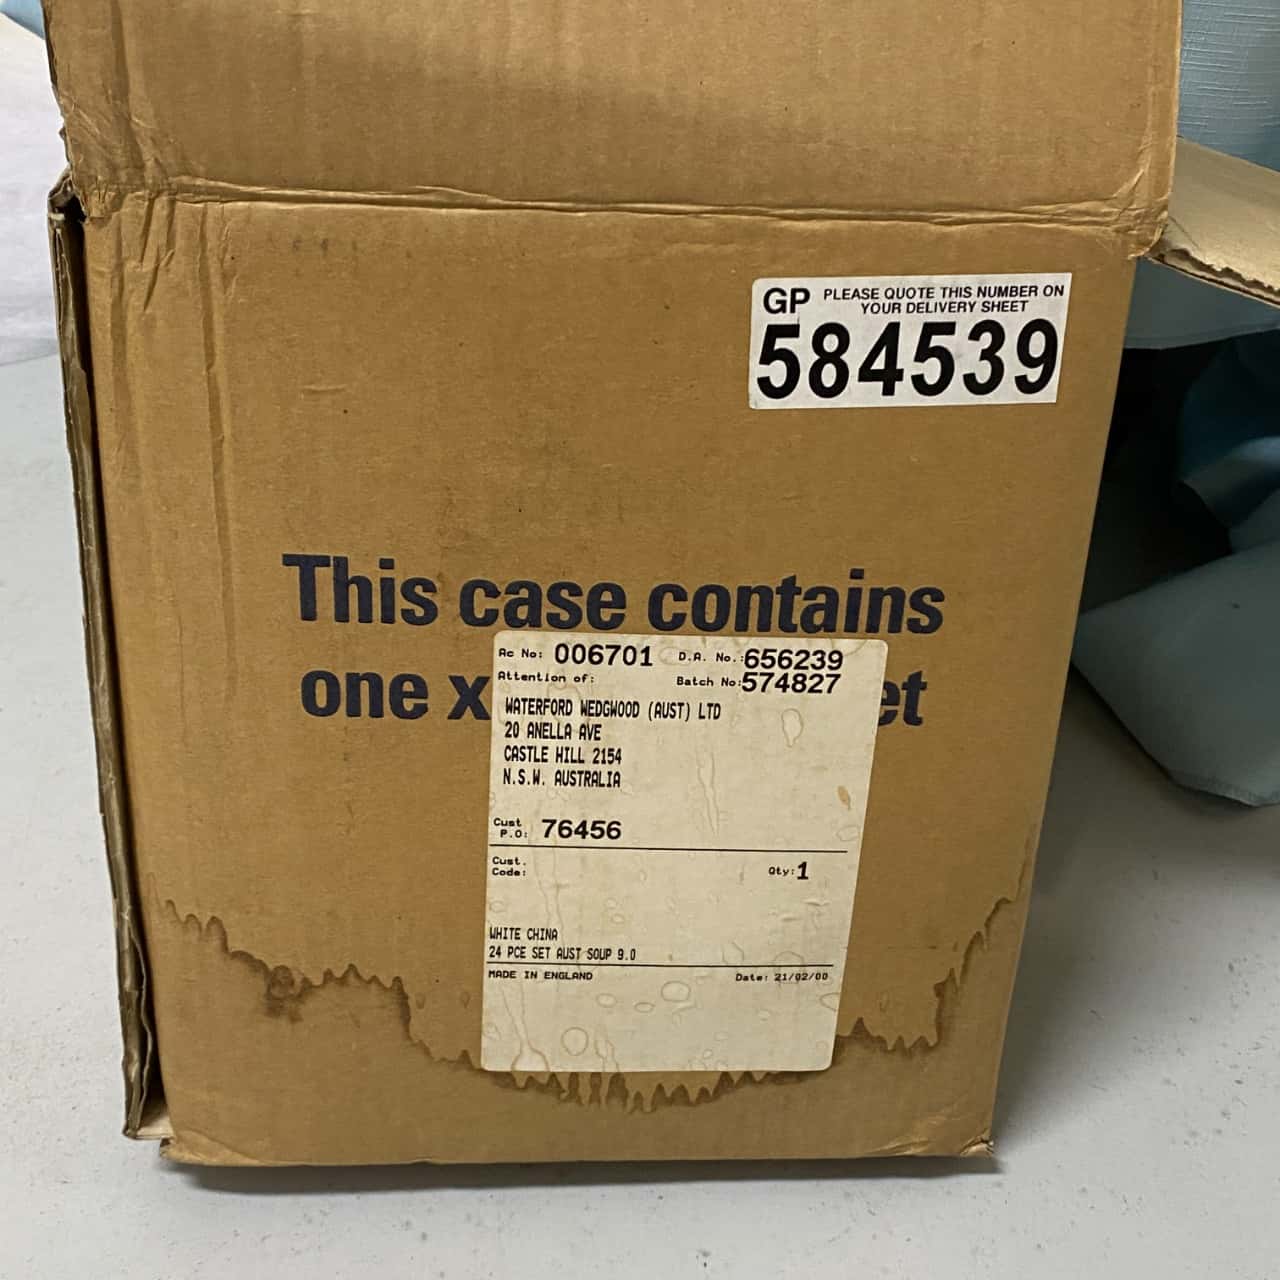 GP PLEASE QUOTE THIS NUMBER ON
YOUR DELIVERY SHEET
584539
This case contains
one x
et
Ac No: 006701 D.A. No.: 656239
Attention of: Batch No: 574827
WATERFORD WEDGWOOD (AUST) LTD
20 ANELLA AVE
CASTLE HILL 2154
N.S.W. AUSTRALIA
Cust
P.O: 76456
Cust.
Code: Qty: 1
WHITE CHINA
24 PCE SET AUST SOUP 9.0
MADE IN ENGLAND Date: 21/02/00